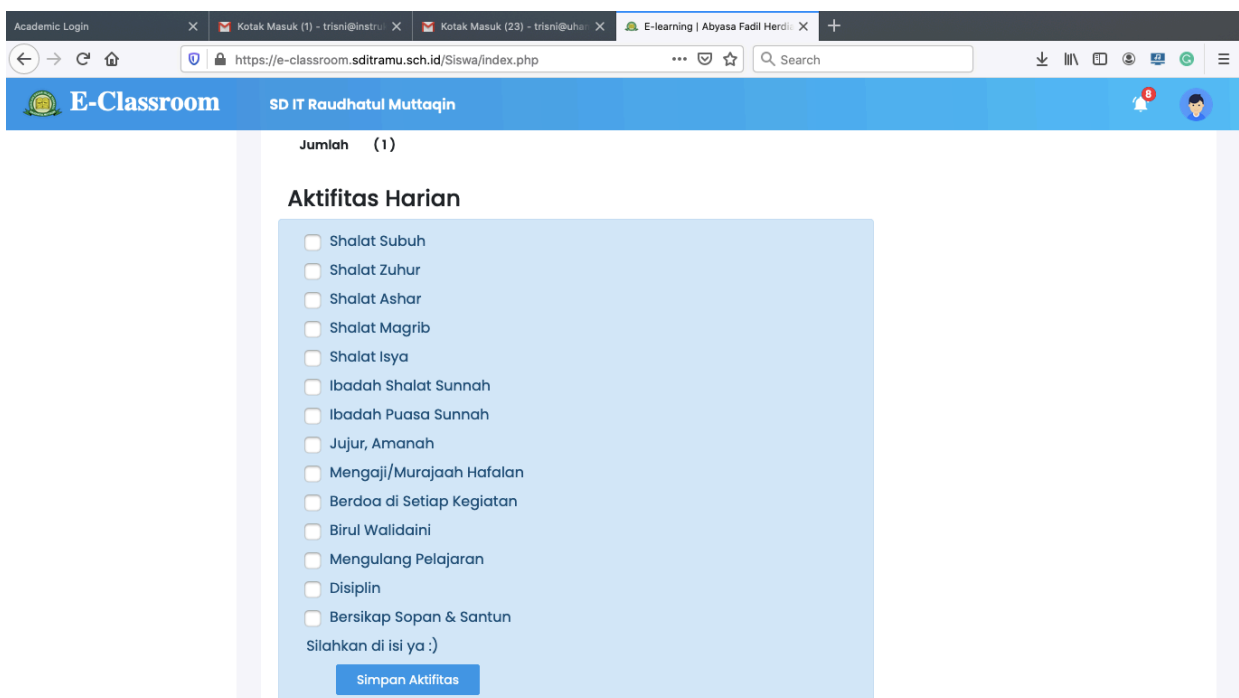 Academic Login
Kotak Masuk (1) - trisni@instru
Kotak Masuk (23) - trisni@uhan
E-learning | Abyasa Fadil Herdia
https://e-classroom.sditramu.sch.id/Siswa/index.php
Search
E-Classroom
SD IT Raudhatul Muttaqin
8
Jumlah (1)
Aktifitas Harian
Shalat Subuh
Shalat Zuhur
Shalat Ashar
Shalat Magrib
Shalat Isya
Ibadah Shalat Sunnah
Ibadah Puasa Sunnah
Jujur, Amanah
Mengaji/Murajaah Hafalan
Berdoa di Setiap Kegiatan
Birul Walidaini
Mengulang Pelajaran
Disiplin
Bersikap Sopan & Santun
Silahkan di isi ya :)
Simpan Aktifitas